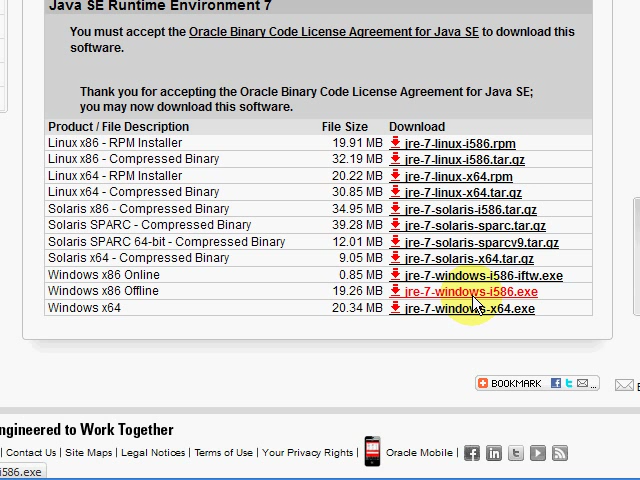 Java SE Runtime Environment 7
You must accept the Oracle Binary Code License Agreement for Java SE to download this
software.
Thank you for accepting the Oracle Binary Code License Agreement for Java SE;
you may now download this software.
Product / File Description File Size Download
Linux x86 - RPM Installer 19.91 MB jre-7-linux-i586.rpm
Linux x86 - Compressed Binary 32.19 MB jre-7-linux-i586.tar.gz
Linux x64 - RPM Installer 20.22 MB jre-7-linux-x64.rpm
Linux x64 - Compressed Binary 30.85 MB jre-7-linux-x64.tar.gz
Solaris x86 - Compressed Binary 34.95 MB jre-7-solaris-i586.tar.gz
Solaris SPARC - Compressed Binary 39.28 MB jre-7-solaris-sparc.tar.gz
Solaris SPARC 64-bit - Compressed Binary 12.01 MB jre-7-solaris-sparcv9.tar.gz
Solaris x64 - Compressed Binary 9.05 MB jre-7-solaris-x64.tar.gz
Windows x86 Online 0.85 MB jre-7-windows-i586-iftw.exe
Windows x86 Offline 19.26 MB jre-7-windows-i586.exe
Windows x64 20.34 MB jre-7-windows-x64.exe
BOOKMARK ...
E
ngineered to Work Together
| Contact Us | Site Maps | Legal Notices | Terms of Use | Your Privacy Rights | Oracle Mobile |
i586.exe